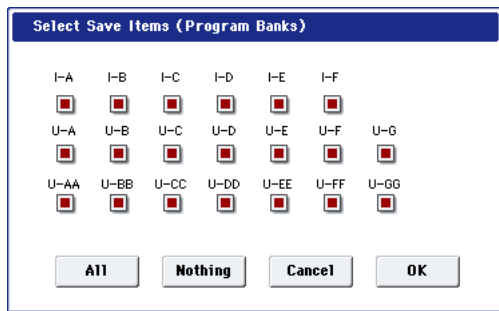 Select Save Items (Program Banks)
I-A I-B I-C I-D I-E I-F
U-A U-B U-C U-D U-E U-F U-G
U-AA U-BB U-CC U-DD U-EE U-FF U-GG
All Nothing Cancel OK